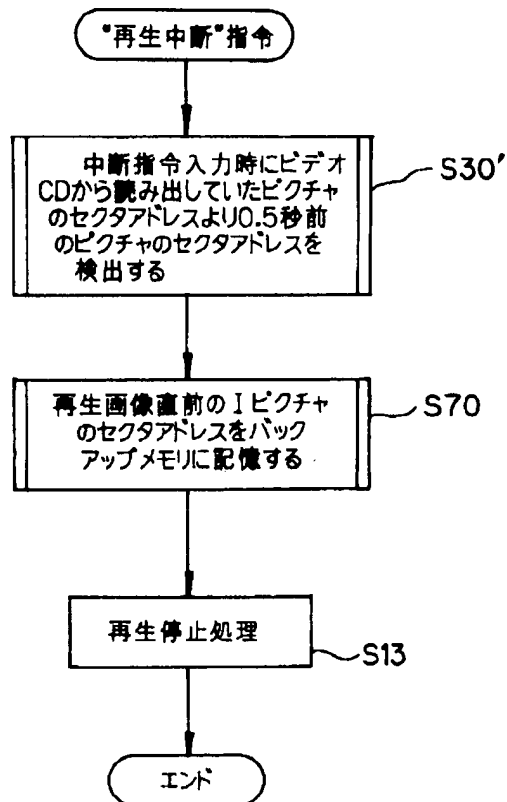 "再生中断"指令
中断指令入力時にビデオ
CDから読み出していたピクチャ
のセクタアドレスより0.5秒前
のピクチャのセクタアドレスを
検出する
S30'
再生画像直前のIピクチャ
のセクタアドレスをバック
アップメモリに記憶する
S70
再生停止処理
S13
エンド